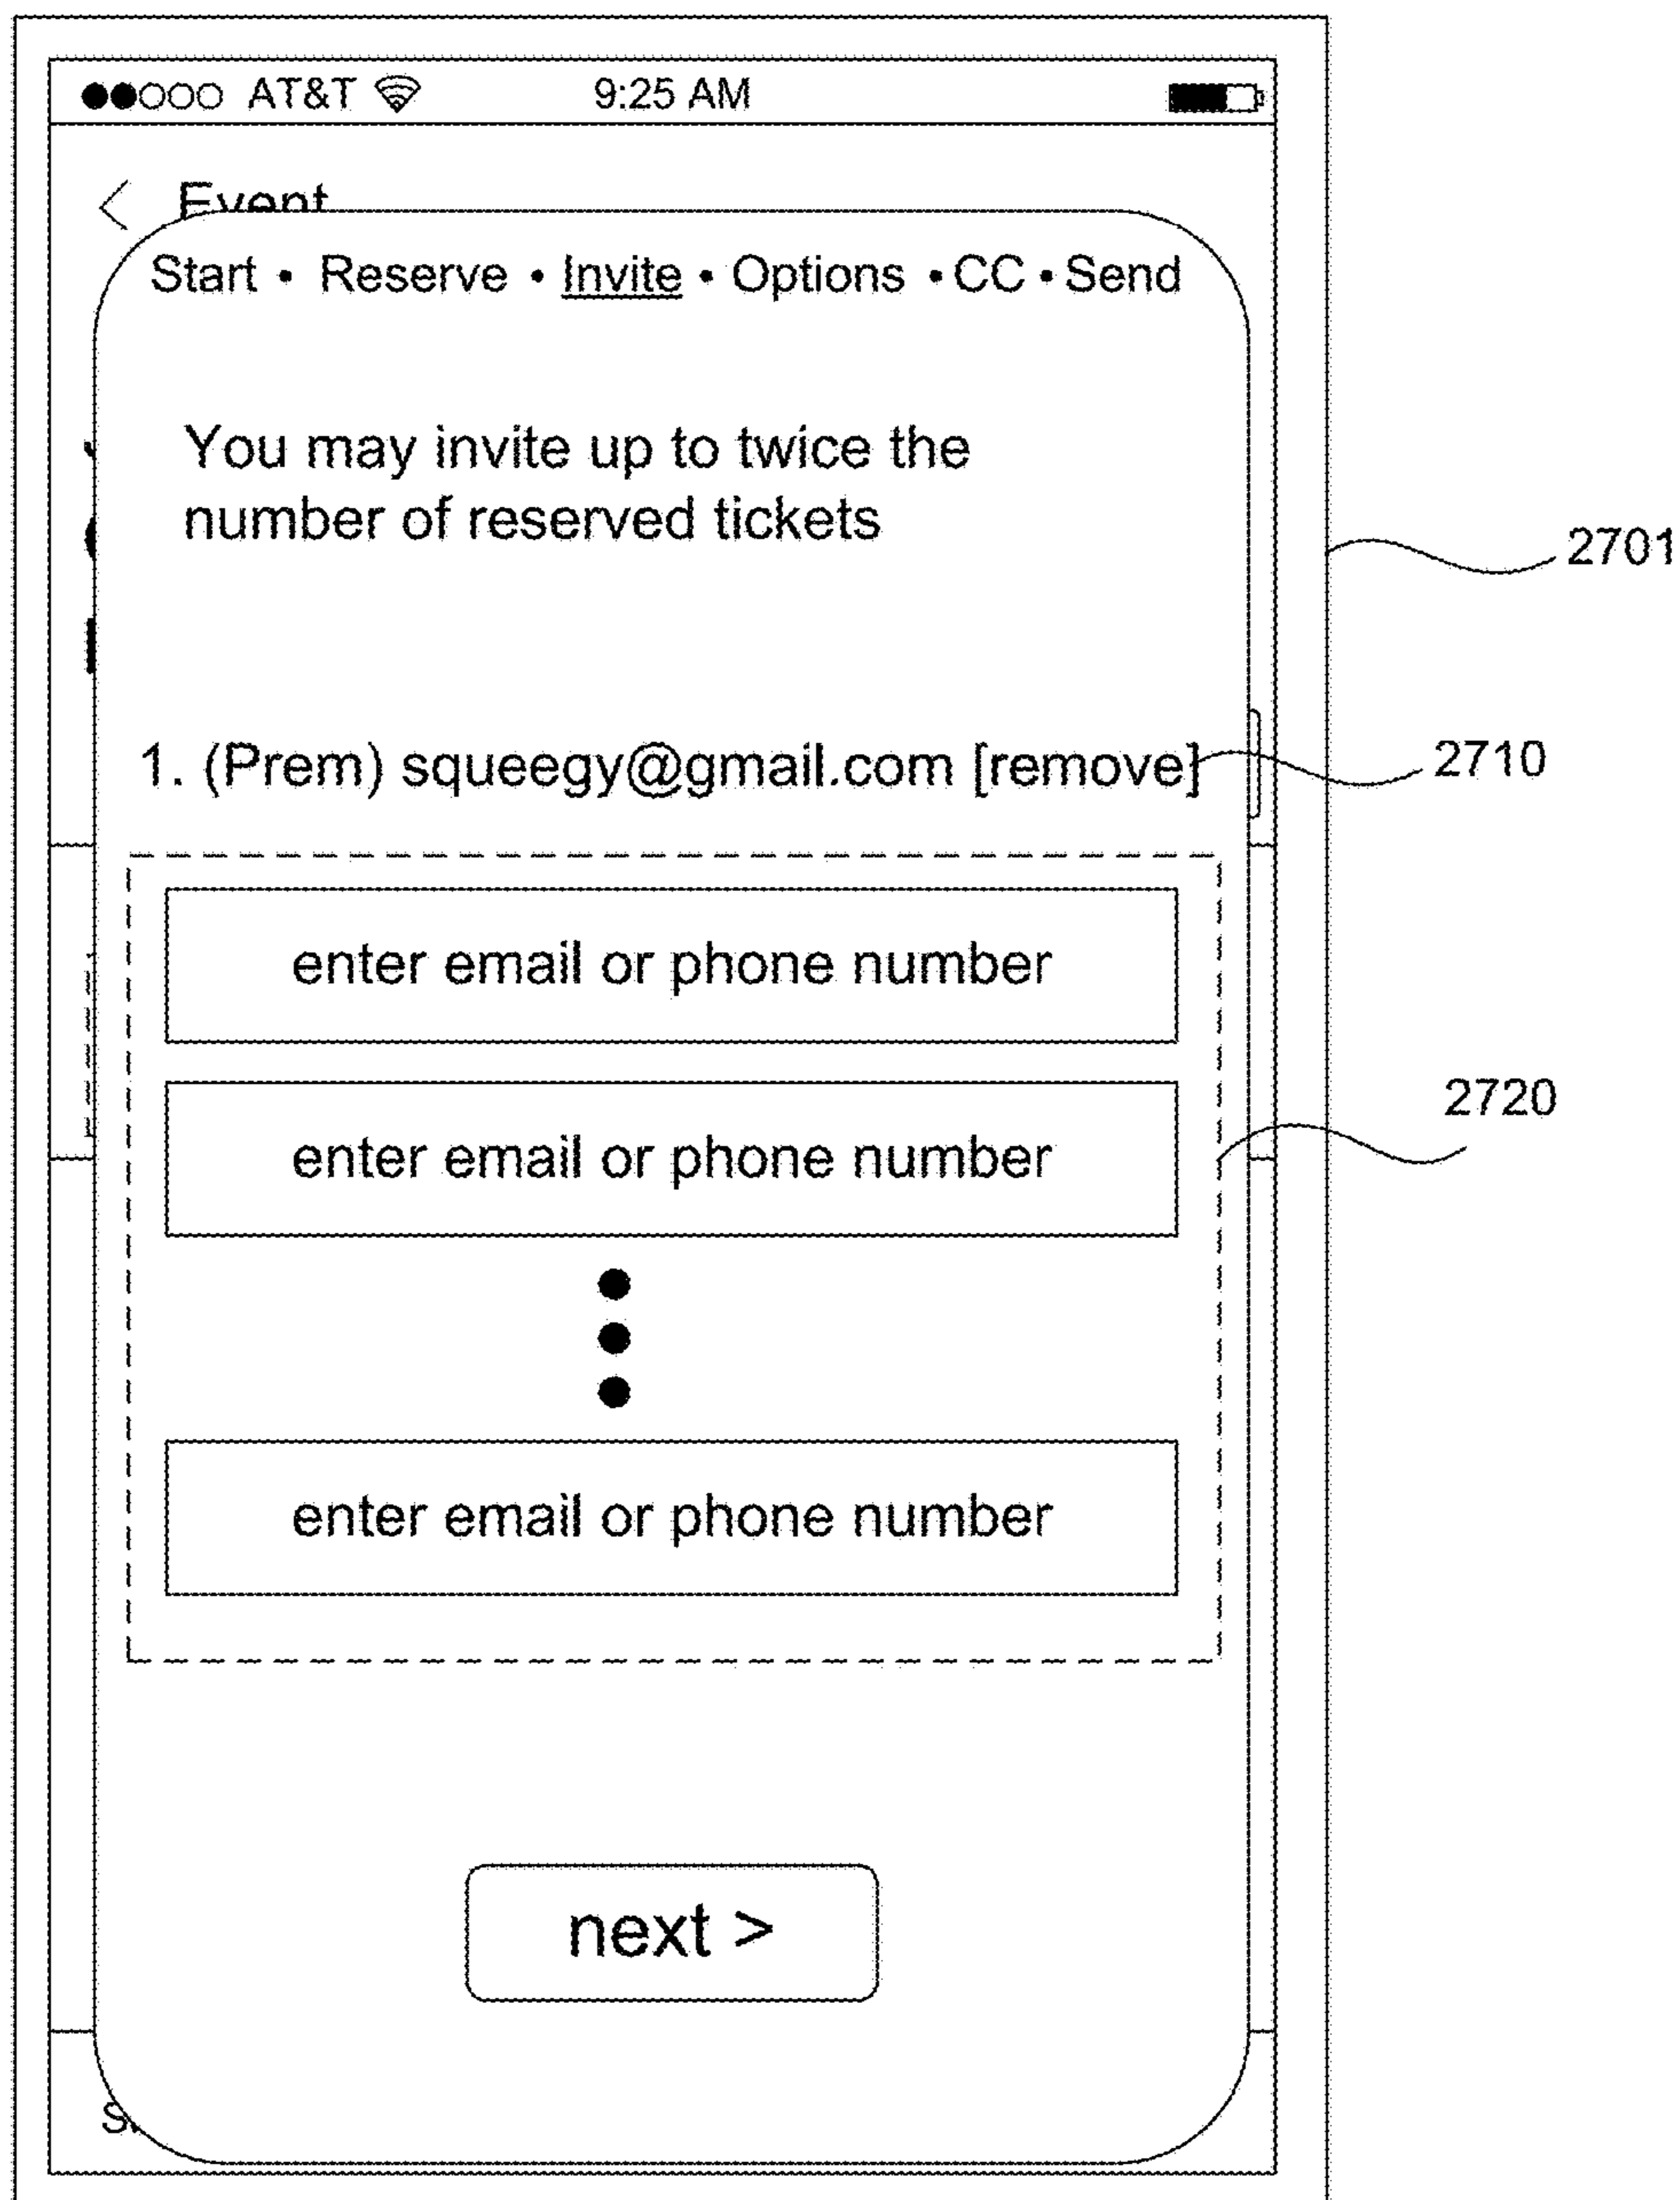 AT&T 9:25 AM
< Event
Start • Reserve • Invite • Options • CC • Send
You may invite up to twice the
number of reserved tickets
2701
1. (Prem) squeegy@gmail.com [remove]
2710
enter email or phone number
2720
enter email or phone number
enter email or phone number
next >